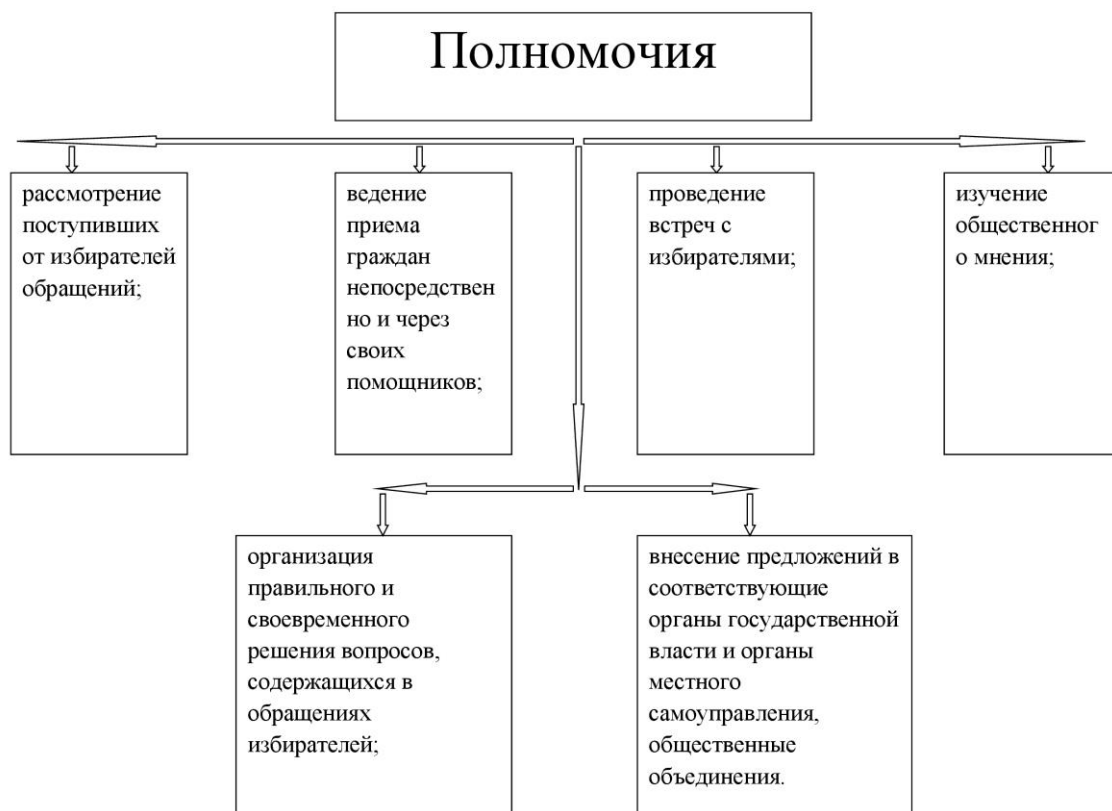 Полномочия
рассмотрение
поступивших
от избирателей
обращений;
ведение
приема
граждан
непосредствен
но и через
своих
помощников;
проведение
встреч с
избирателями;
изучение
общественног
о мнения;
организация
правильного и
своевременного
решения вопросов,
содержащихся в
обращениях
избирателей;
внесение предложений в
соответствующие
органы государственной
власти и органы
местного
самоуправления,
общественные
объединения.